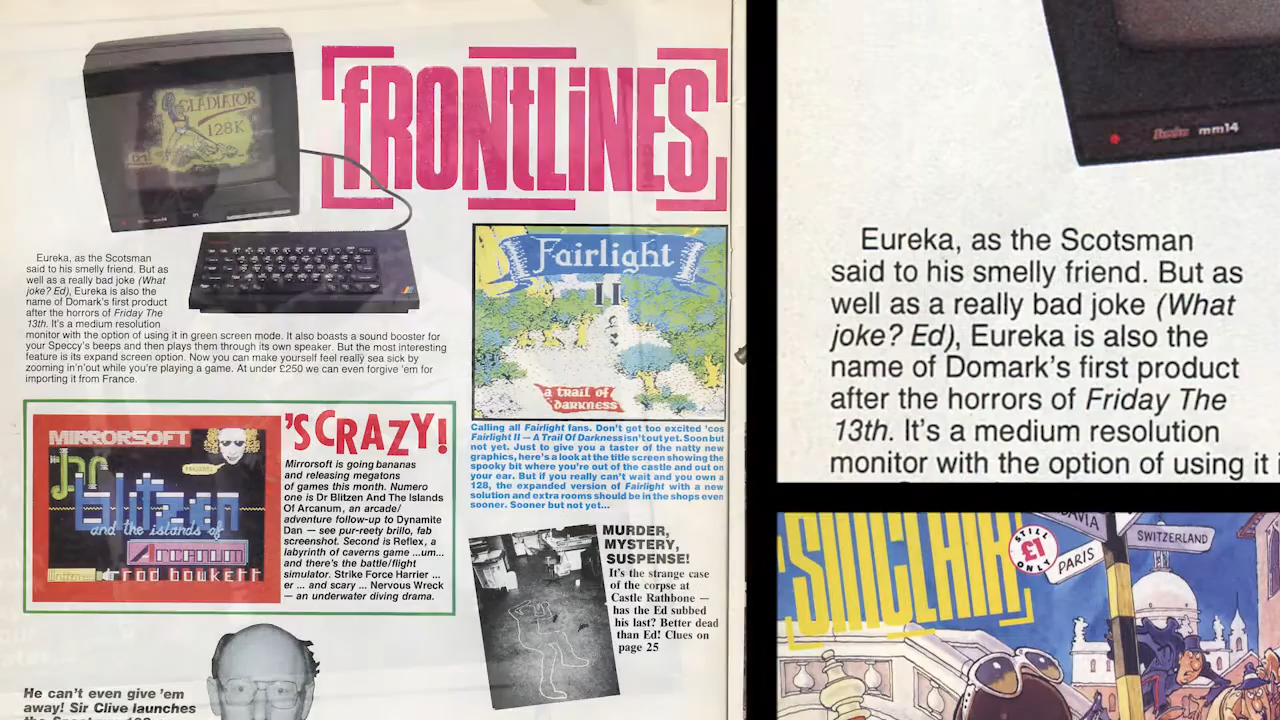 FRONTLINES
GLADIATOR
128K
Eureka, as the Scotsman
said to his smelly friend. But as
well as a really bad joke (What
joke? Ed), Eureka is also the
name of Domark's first product
after the horrors of Friday The
13th. It's a medium resolution
monitor with the option of using it in green screen mode. It also boasts a sound booster for
your Speccy's beeps and then plays them through its own speaker. But the most interesting
feature is its expand screen option. Now you can make yourself feel really sea sick by
zooming in'n'out while you're playing a game. At under £250 we can even forgive 'em for
importing it from France.
Fairlight
II
a trail of
darkness
Calling all Fairlight fans. Don't get too excited 'cos
Fairlight II — A Trail Of Darkness isn't out yet. Soon but
not yet. Just to give you a taster of the natty new
graphics, here's a look at the title screen showing the
spooky bit where you're out of the castle and out on
your ear. But if you really can't wait and you own a
128, the expanded version of Fairlight with a new
solution and extra rooms should be in the shops even
sooner. Sooner but not yet...
MIRRORSOFT
PRESENTS
Dr
Blitzen
and the islands of
Arcanum
rod bowkett
'S CRAZY!
Mirrorsoft is going bananas
and releasing megatons
of games this month. Numero
one is Dr Blitzen And The Islands
Of Arcanum, an arcade/
adventure follow-up to Dynamite
Dan — see pur-reety brillo, fab
screenshot. Second is Reflex, a
labyrinth of caverns game ...um...
and there's the battle/flight
simulator. Strike Force Harrier ...
er ... and scary ... Nervous Wreck
— an underwater diving drama.
MURDER,
MYSTERY,
SUSPENSE!
It's the strange case
of the corpse at
Castle Rathbone —
has the Ed subbed
his last? Better dead
than Ed! Clues on
page 25
He can't even give 'em
away! Sir Clive launches
mm14
Eureka, as the Scotsman
said to his smelly friend. But as
well as a really bad joke (What
joke? Ed), Eureka is also the
name of Domark's first product
after the horrors of Friday The
13th. It's a medium resolution
monitor with the option of using it i
SINCLAIR
STILL
£1
ONLY
PARIS
SWITZERLAND